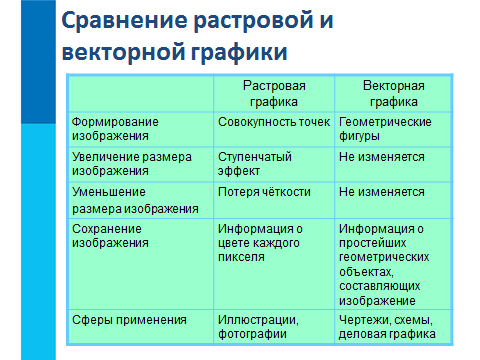 Сравнение растровой и
векторной графики
Растровая
графика
Векторная
графика
Формирование
изображения
Совокупность точек
Геометрические
фигуры
Увеличение размера
изображения
Ступенчатый
эффект
Не изменяется
Уменьшение
размера изображения
Потеря чёткости
Не изменяется
Сохранение
изображения
Информация о
цвете каждого
пикселя
Информация о
простейших
геометрических
объектах,
составляющих
изображение
Сферы применения
Иллюстрации,
фотографии
Чертежи, схемы,
деловая графика